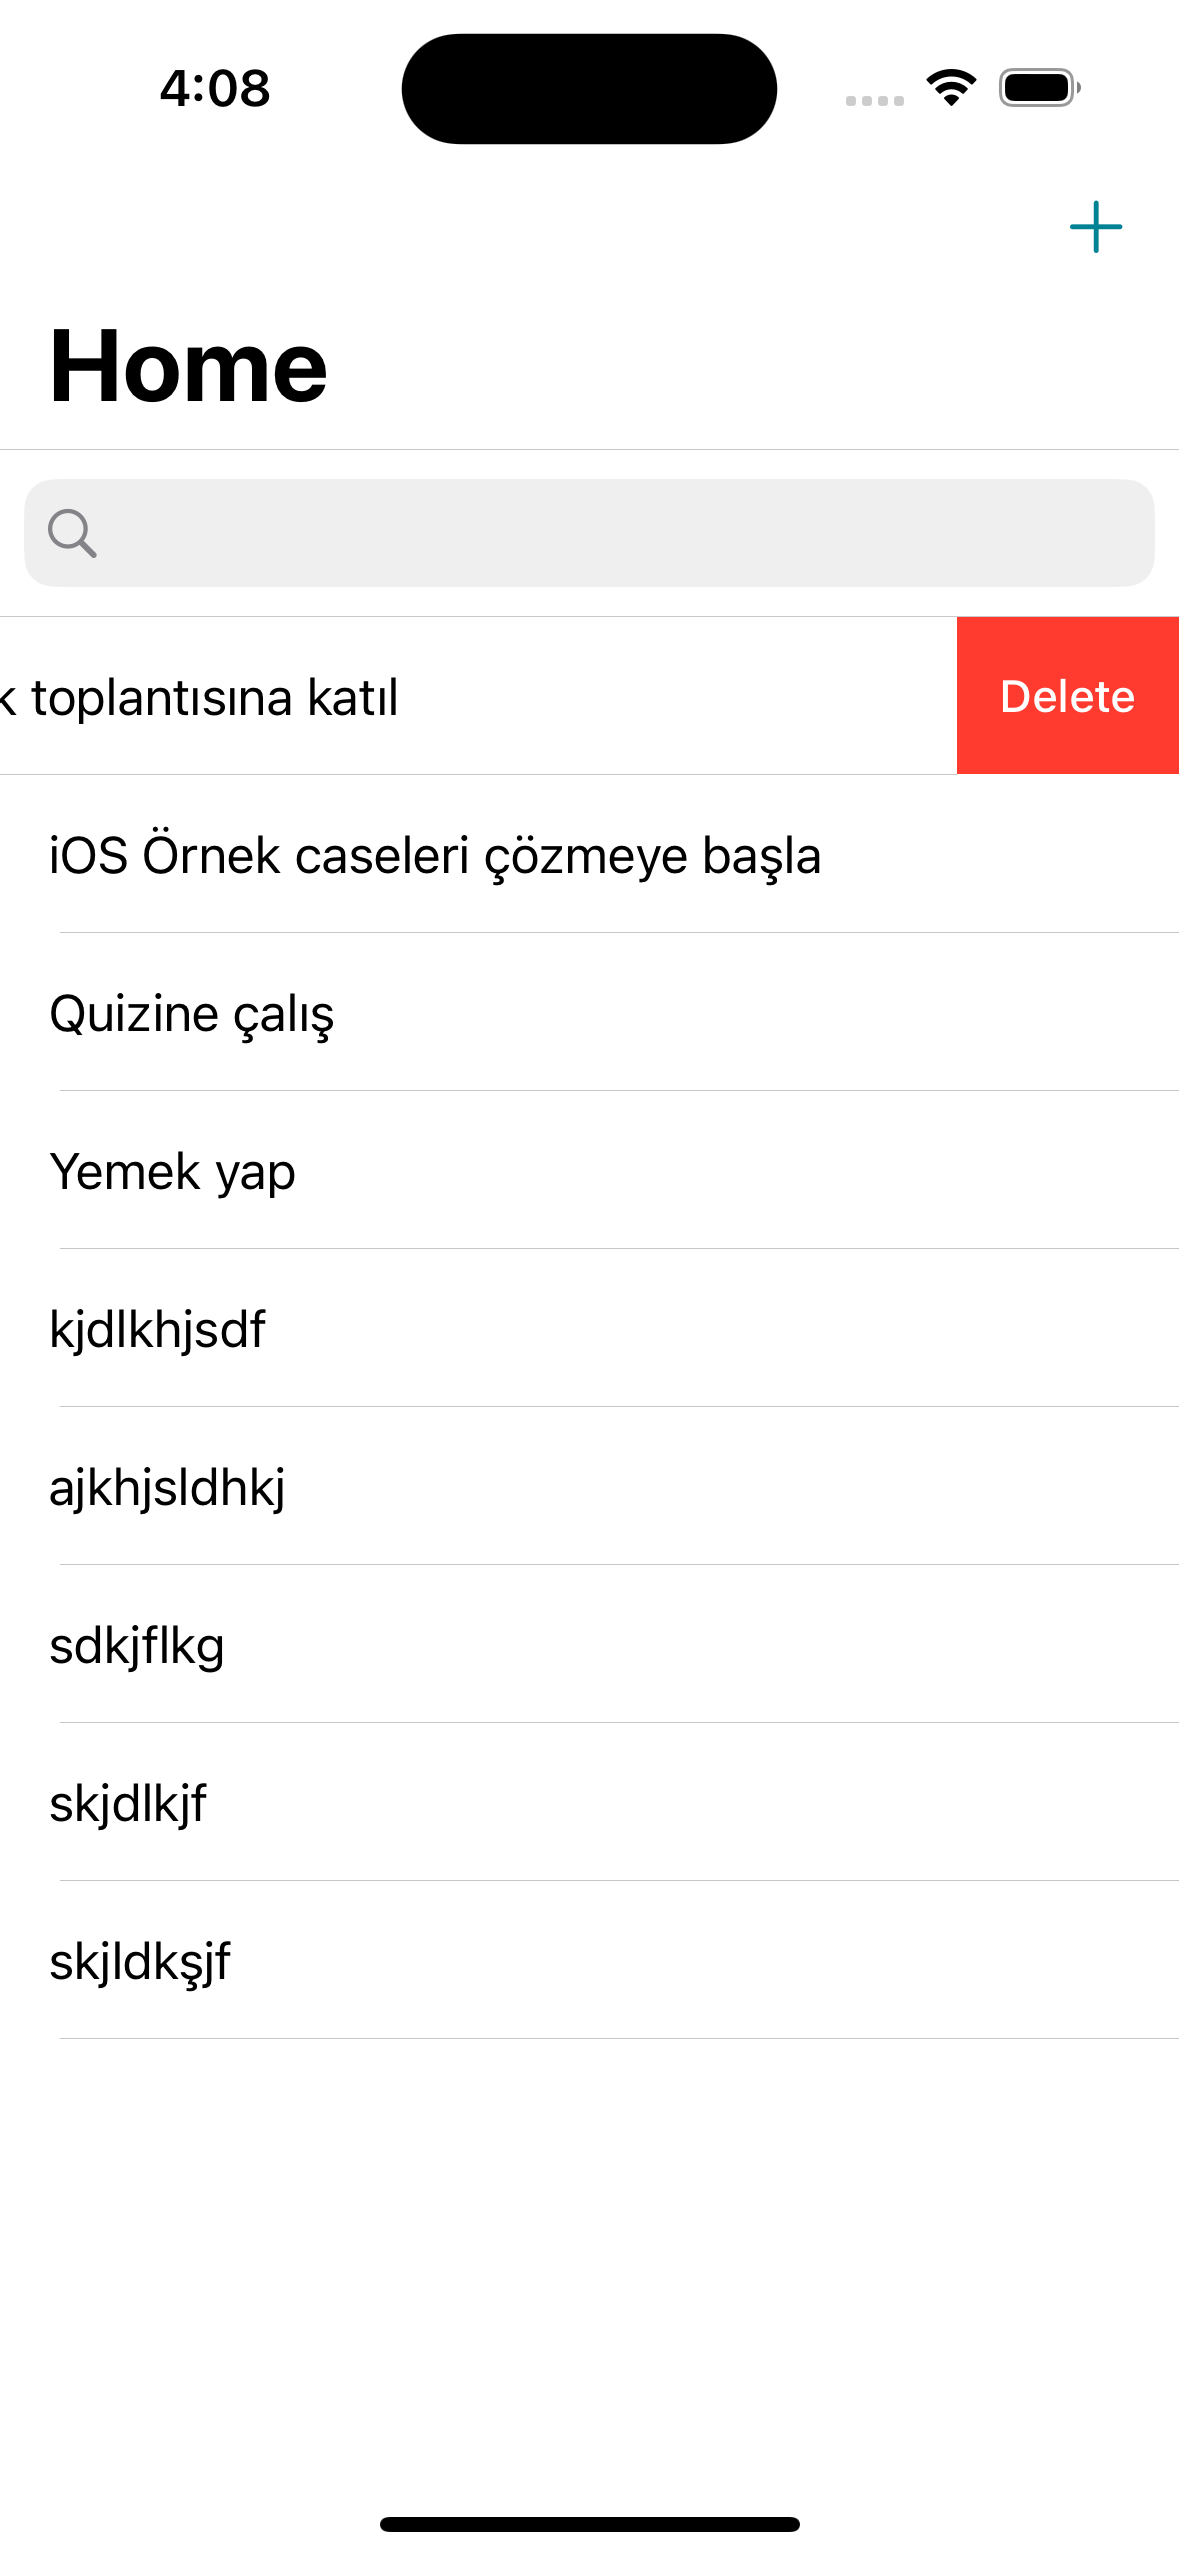 4:08
Home
k toplantısına katıl
Delete
iOS Örnek caseleri çözmeye başla
Quizine çalış
Yemek yap
kjdlkhjsdf
ajkhjsldhkj
sdkjflkg
skjdlkjf
skjldkşjf